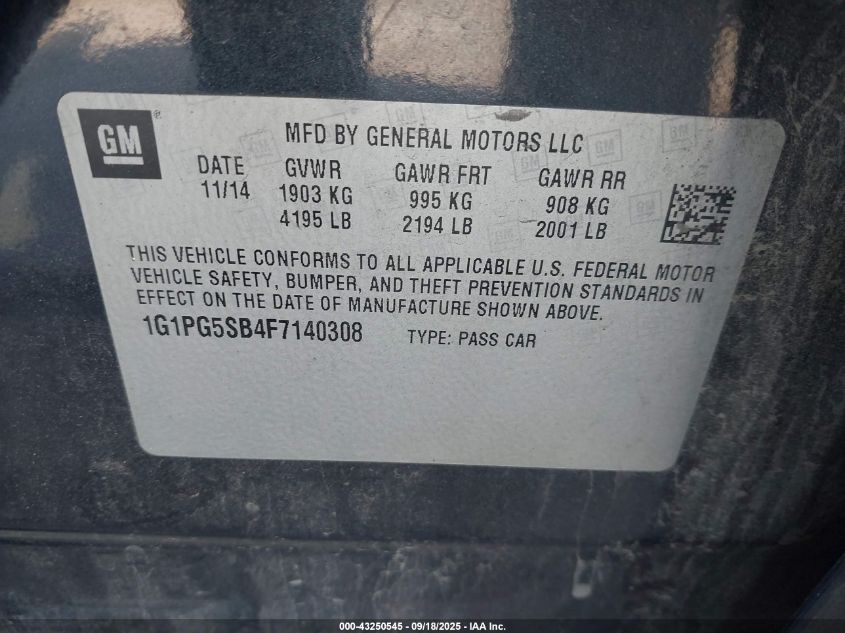 GM ®
MFD BY GENERAL MOTORS LLC
DATE GVWR GAWR FRT GAWR RR
11/14 1903 KG 995 KG 908 KG
4195 LB 2194 LB 2001 LB
THIS VEHICLE CONFORMS TO ALL APPLICABLE U.S. FEDERAL MOTOR
VEHICLE SAFETY, BUMPER, AND THEFT PREVENTION STANDARDS IN
EFFECT ON THE DATE OF MANUFACTURE SHOWN ABOVE.
1G1PG5SB4F7140308 TYPE: PASS CAR
000-43250545 - 09/18/2025 - IAA Inc.